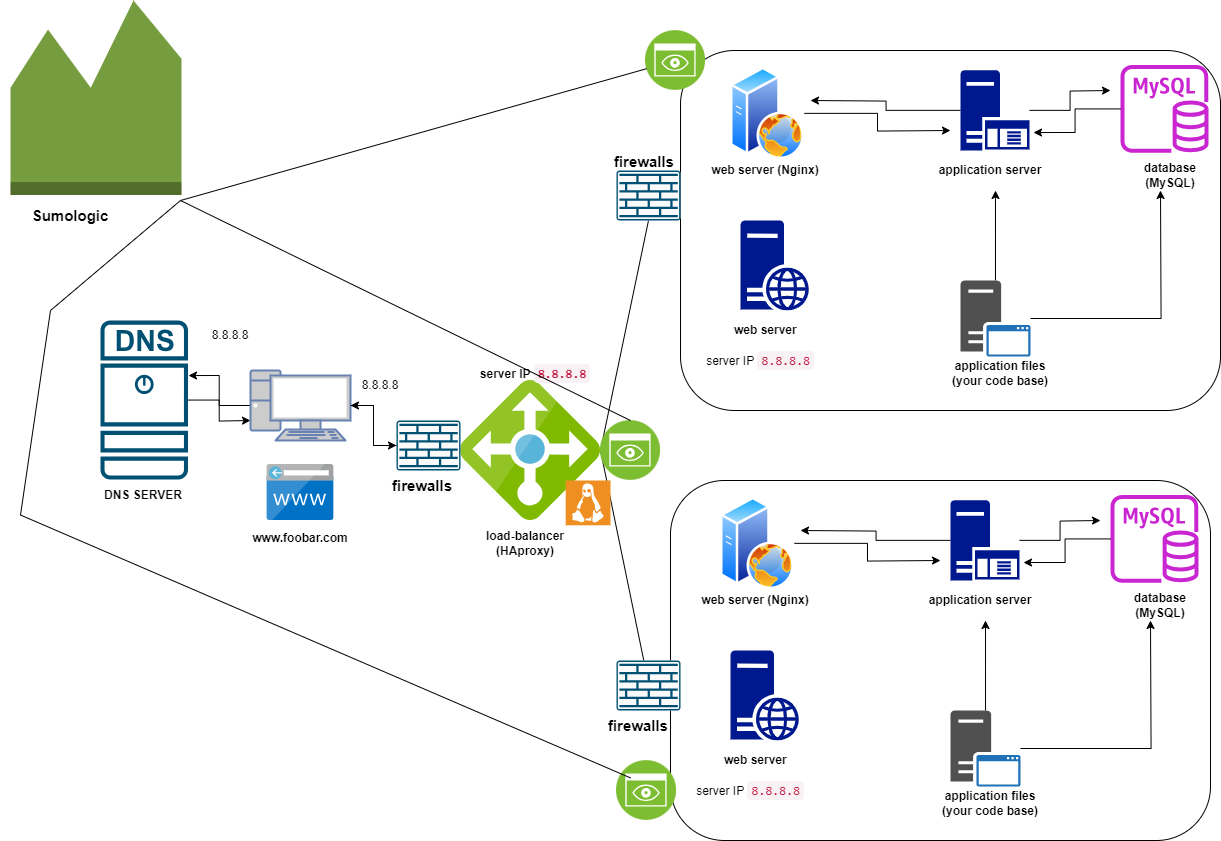 Sumologic
DNS
8.8.8.8
DNS SERVER
8.8.8.8
www
www.foobar.com
firewalls
server IP 8.8.8.8
load-balancer
(HAproxy)
firewalls
web server (Nginx)
application server
MySQL
database
(MySQL)
web server
server IP 8.8.8.8
application files
(your code base)
firewalls
web server (Nginx)
application server
MySQL
database
(MySQL)
web server
server IP 8.8.8.8
application files
(your code base)